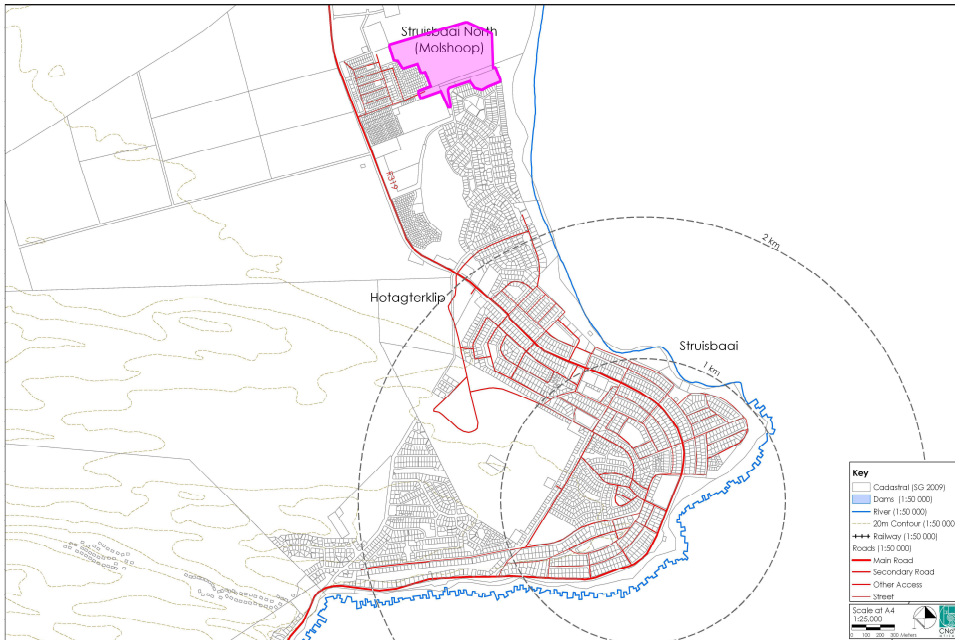 Struisbaai North
(Molshoop)
R319
2 km
Hotagterklip
Struisbaai
1 km
Key
Cadastral (SG 2009)
Dams (1:50 000)
River (1:50 000)
20m Contour (1:50 000)
Railway (1:50 000)
Roads (1:50 000)
Main Road
Secondary Road
Other Access
Street
Scale at A4
1:25,000
0 100 200 300 Meters